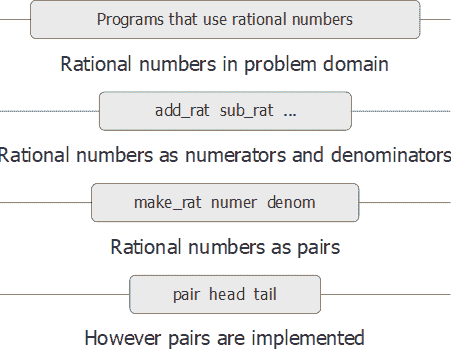 Programs that use rational numbers
Rational numbers in problem domain
add_rat sub_rat ...
Rational numbers as numerators and denominators
make_rat numer denom
Rational numbers as pairs
pair head tail
However pairs are implemented